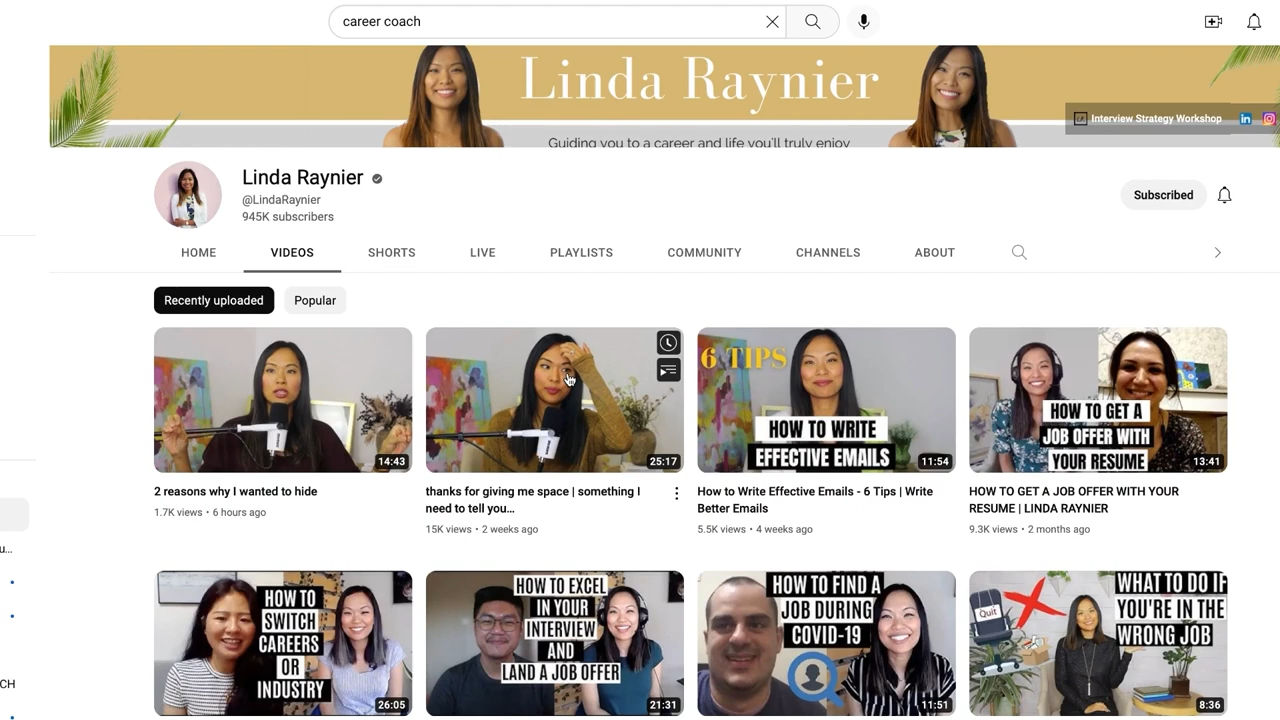 career coach
Linda Raynier
Guiding you to a career and life you'll truly enjoy
Interview Strategy Workshop
Linda Raynier
@LindaRaynier
945K subscribers
Subscribed
HOME VIDEOS SHORTS LIVE PLAYLISTS COMMUNITY CHANNELS ABOUT
Recently uploaded Popular
14:43
25:17
6 TIPS
HOW TO WRITE
EFFECTIVE EMAILS
11:54
HOW TO GET A
JOB OFFER WITH
YOUR RESUME
13:41
2 reasons why I wanted to hide
1.7K views • 6 hours ago
thanks for giving me space | something I
need to tell you…
15K views • 2 weeks ago
How to Write Effective Emails - 6 Tips | Write
Better Emails
5.5K views • 4 weeks ago
HOW TO GET A JOB OFFER WITH YOUR
RESUME | LINDA RAYNIER
9.3K views • 2 months ago
u...
CH
HOW TO
SWITCH
CAREERS
OR
INDUSTRY
26:05
HOW TO EXCEL
IN YOUR
INTERVIEW
AND
LAND A JOB OFFER
21:31
HOW TO FIND A
JOB DURING
COVID-19
11:51
Quit
WHAT TO DO IF
YOU'RE IN THE
WRONG JOB
8:36